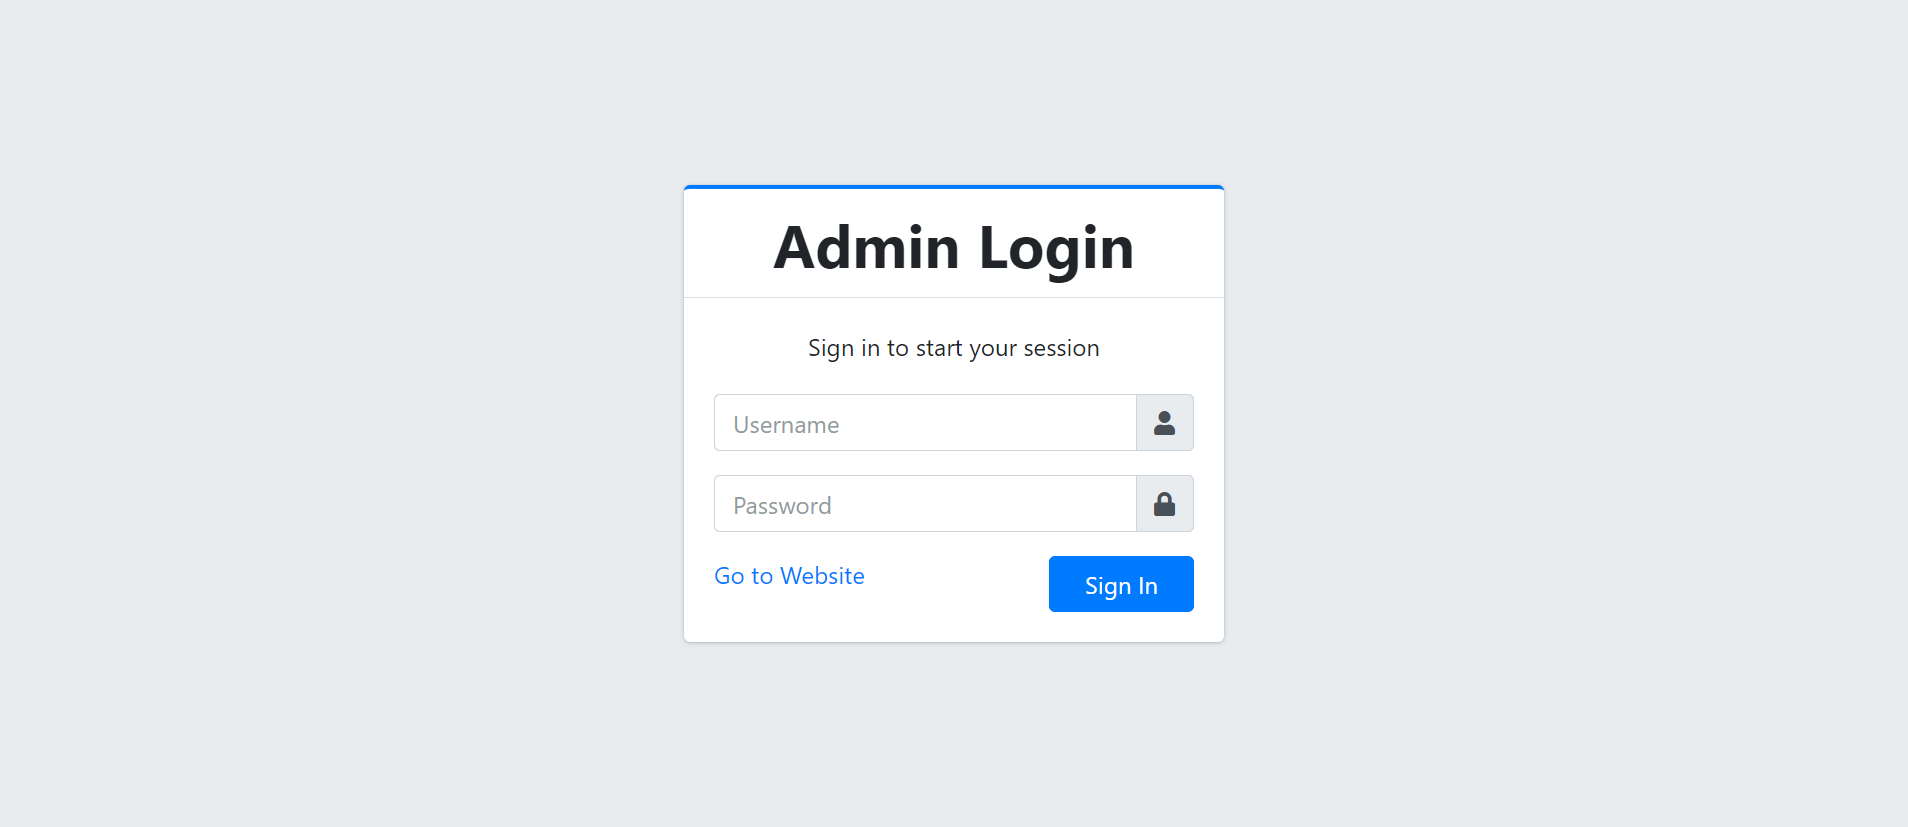 Admin Login
Sign in to start your session
Username
Password
Go to Website
Sign In